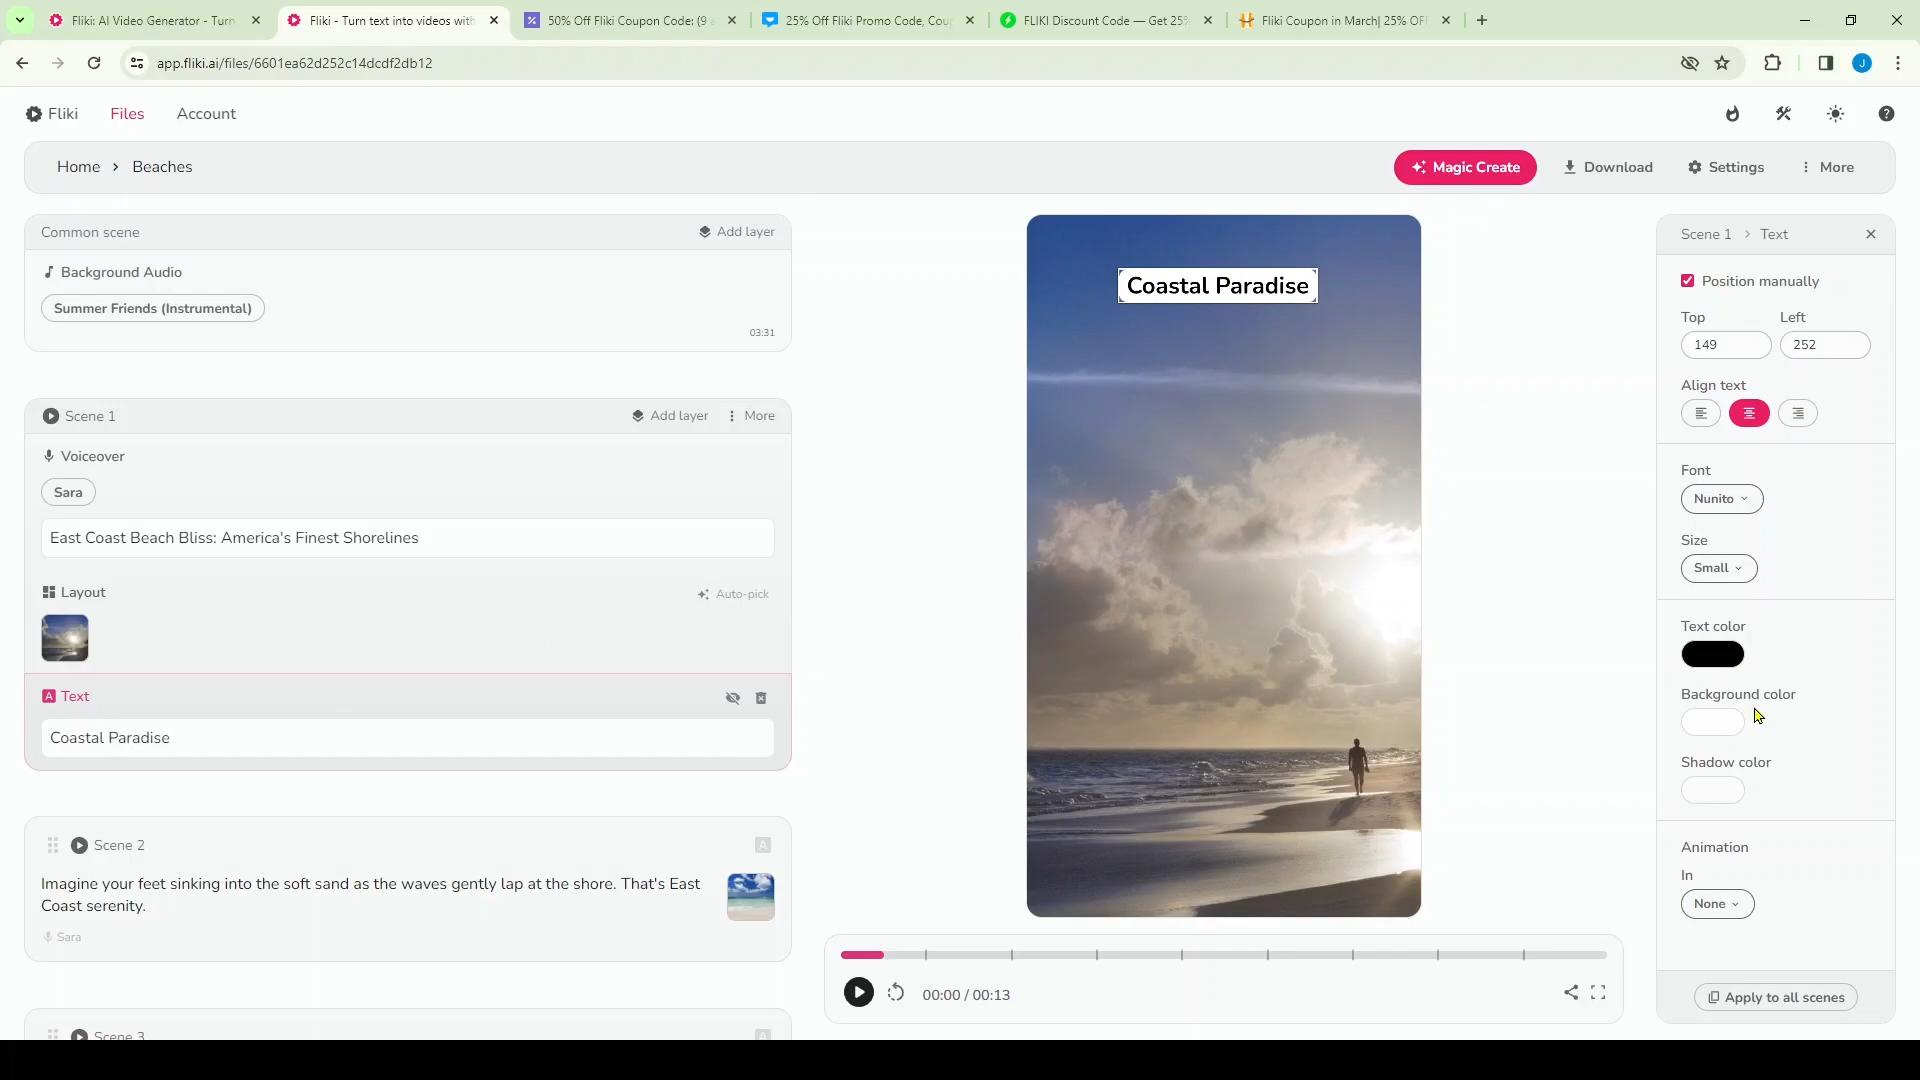 Fliki: AI Video Generator - Turn
Fliki - Turn text into videos with
50% Off Fliki Coupon Code: (9 a
25% Off Fliki Promo Code, Coup
FLIKI Discount Code — Get 25%
Fliki Coupon in March| 25% OFF
app.fliki.ai/files/6601ea62d252c14dcdf2db12
J
Fliki
Files
Account
Home > Beaches
Magic Create
Download
Settings
More
Common scene
Add layer
Background Audio
Summer Friends (Instrumental)
03:31
Scene 1
Add layer
More
Voiceover
Sara
East Coast Beach Bliss: America's Finest Shorelines
Layout
Auto-pick
A Text
Coastal Paradise
Scene 2
A
Imagine your feet sinking into the soft sand as the waves gently lap at the shore. That's East
Coast serenity.
Sara
Scene 3
A
Coastal Paradise
00:00 / 00:13
Scene 1 > Text
Position manually
Top Left
149 252
Align text
Font
Nunito
Size
Small
Text color
Background color
Shadow color
Animation
In
None
Apply to all scenes